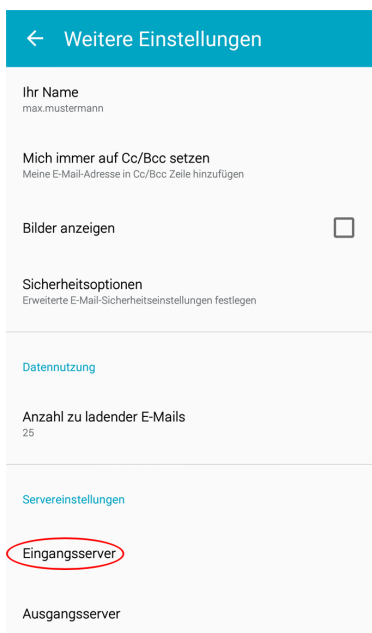 Weitere Einstellungen
Ihr Name
max.mustermann
Mich immer auf Cc/Bcc setzen
Meine E-Mail-Adresse in Cc/Bcc Zeile hinzufügen
Bilder anzeigen
Sicherheitsoptionen
Erweiterte E-Mail-Sicherheitseinstellungen festlegen
Datennutzung
Anzahl zu ladender E-Mails
25
Servereinstellungen
Eingangsserver
Ausgangsserver